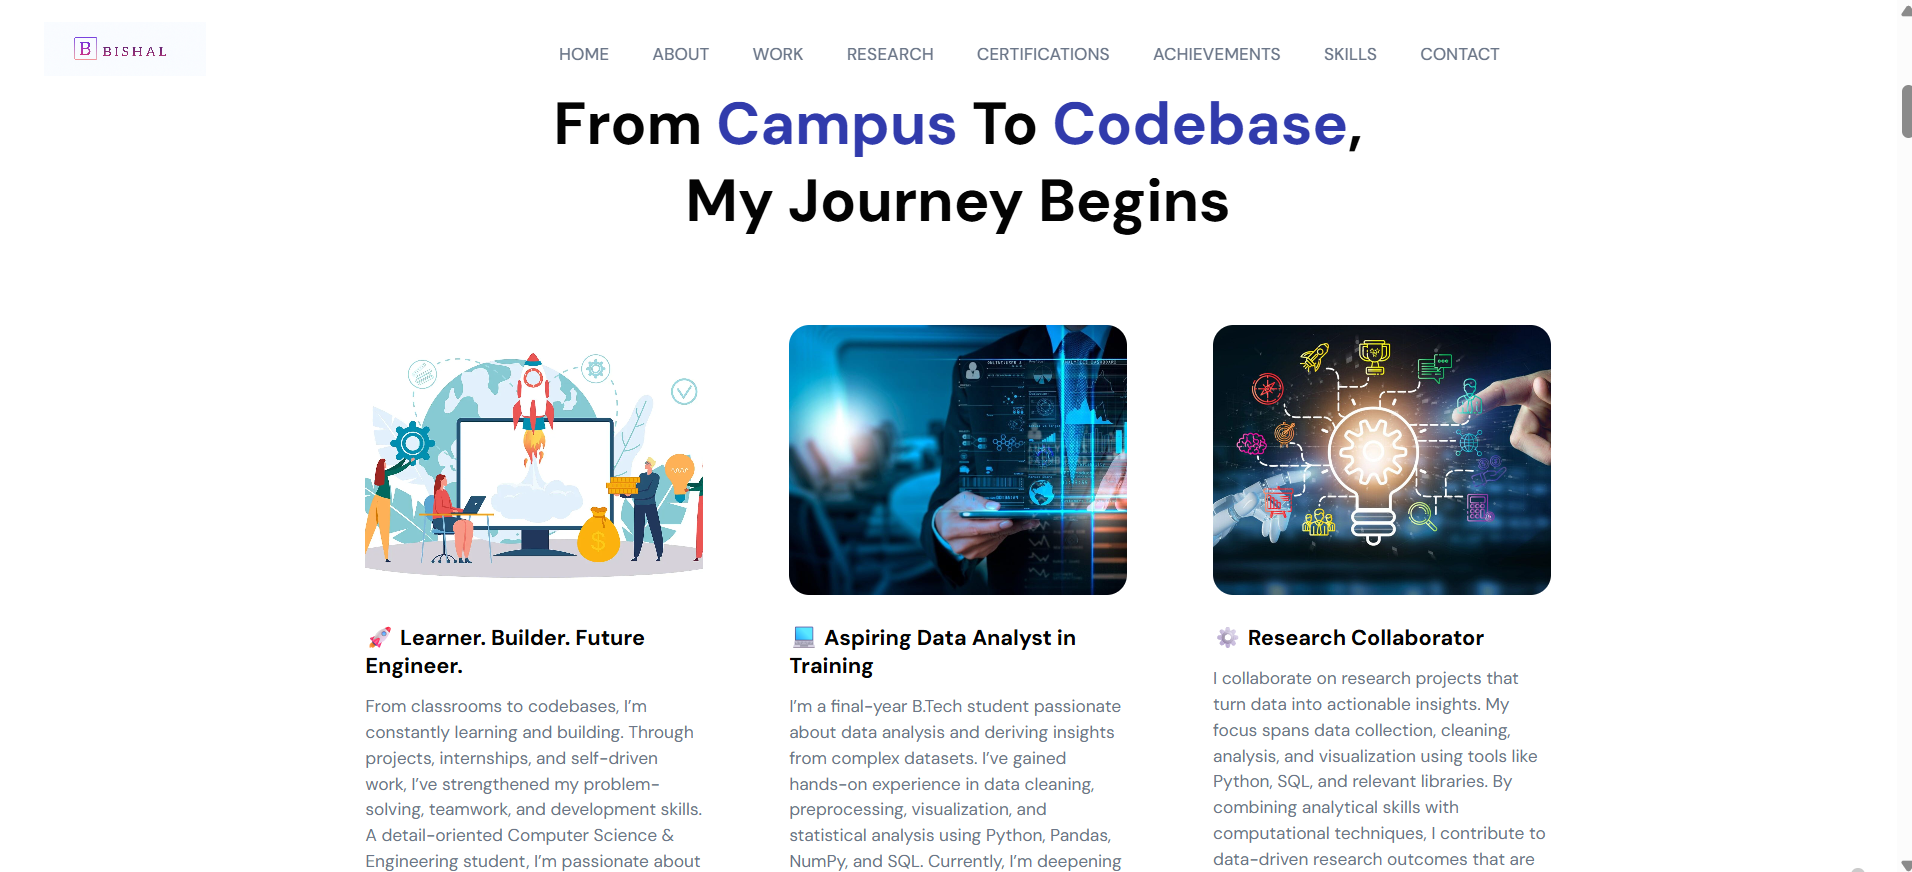 B BISHAL
HOME ABOUT WORK RESEARCH CERTIFICATIONS ACHIEVEMENTS SKILLS CONTACT
From Campus To Codebase,
My Journey Begins
🚀 Learner. Builder. Future
Engineer.
From classrooms to codebases, I’m
constantly learning and building. Through
projects, internships, and self-driven
work, I’ve strengthened my problem-
solving, teamwork, and development skills.
A detail-oriented Computer Science &
Engineering student, I’m passionate about
💻 Aspiring Data Analyst in
Training
I’m a final-year B.Tech student passionate
about data analysis and deriving insights
from complex datasets. I’ve gained
hands-on experience in data cleaning,
preprocessing, visualization, and
statistical analysis using Python, Pandas,
NumPy, and SQL. Currently, I’m deepening
⚙️ Research Collaborator
I collaborate on research projects that
turn data into actionable insights. My
focus spans data collection, cleaning,
analysis, and visualization using tools like
Python, SQL, and relevant libraries. By
combining analytical skills with
computational techniques, I contribute to
data-driven research outcomes that are